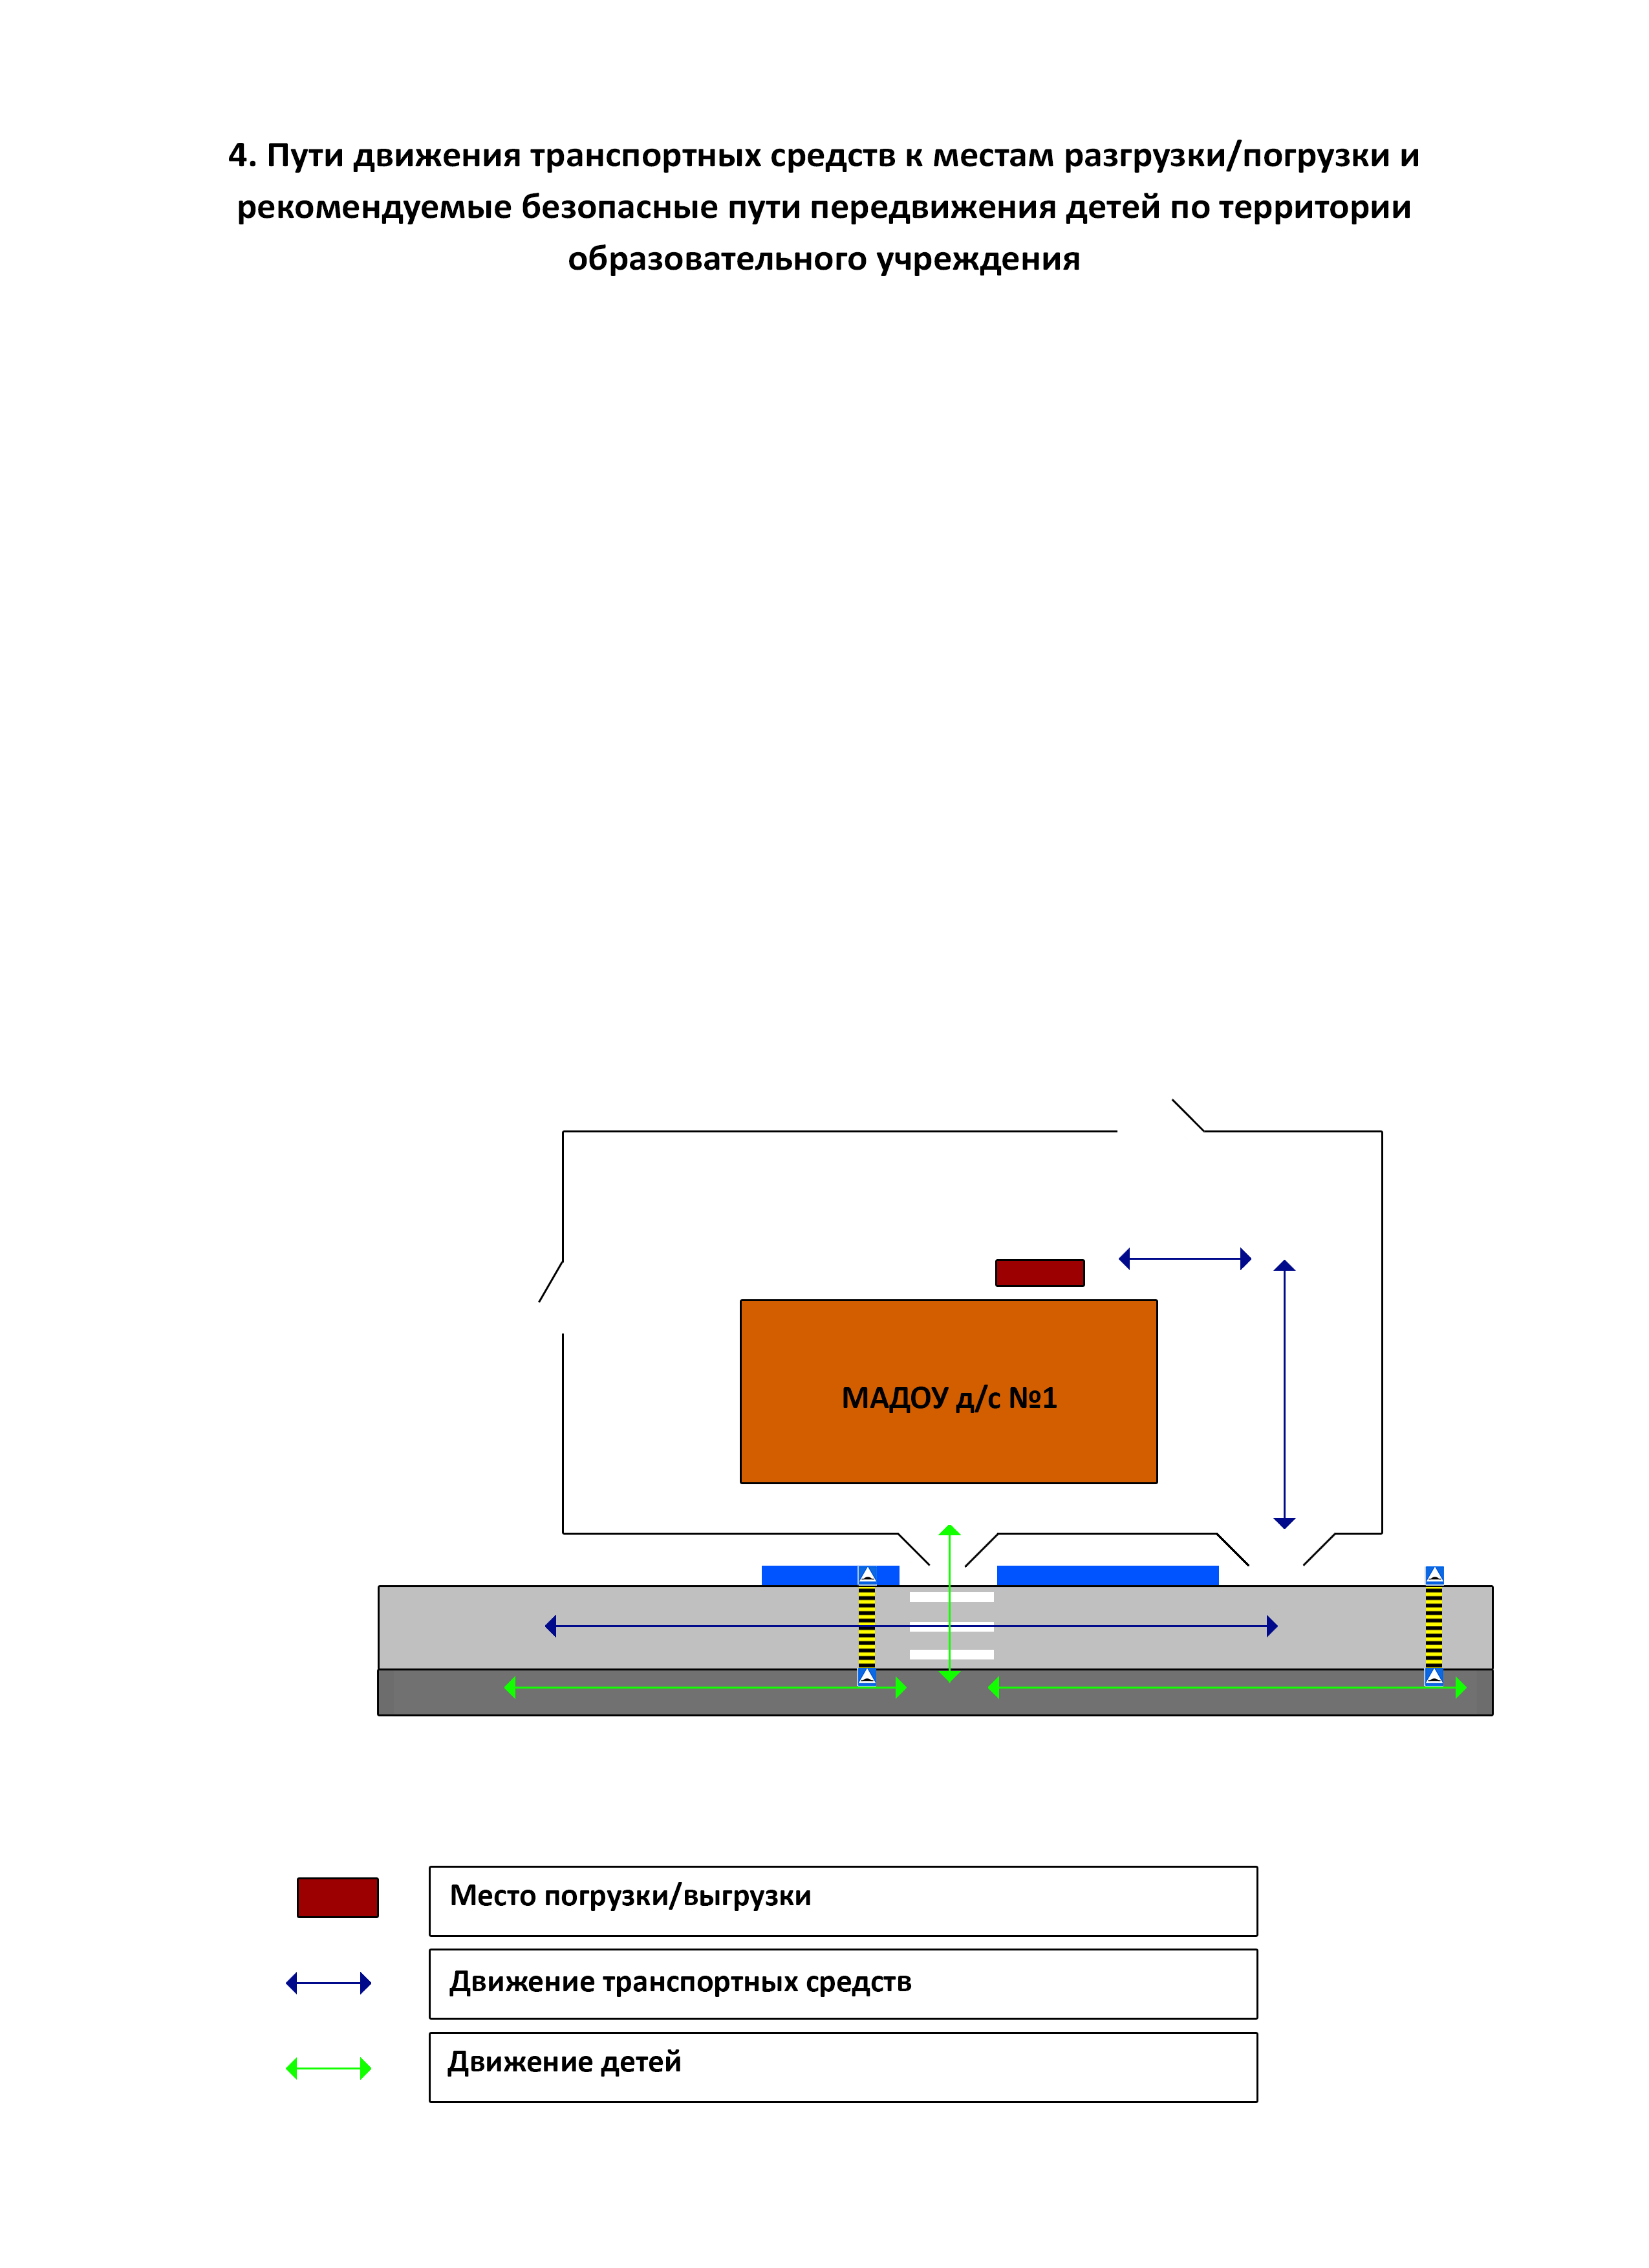 4. Пути движения транспортных средств к местам разгрузки/погрузки и
рекомендуемые безопасные пути передвижения детей по территории
образовательного учреждения
МАДОУ д/с №1
Место погрузки/выгрузки
Движение транспортных средств
Движение детей